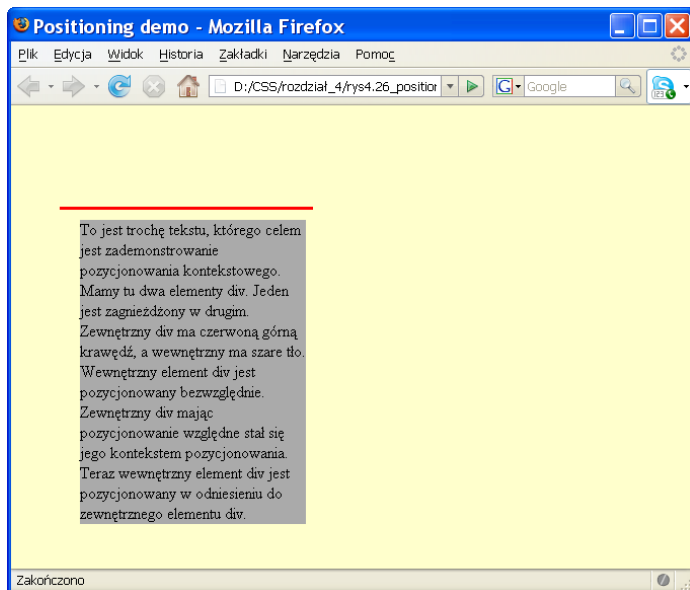 Positioning demo - Mozilla Firefox
Plik Edycja Widok Historia Zakładki Narzędzia Pomoc
D:/CSS/rozdział_4/rys4.26_position G Google
Zakończono
To jest trochę tekstu, którego celem
jest zademonstrowanie
pozycjonowania kontekstowego.
Mamy tu dwa elementy div. Jeden
jest zagnieżdżony w drugim.
Zewnętrzny div ma czerwoną górną
krawędź, a wewnętrzny ma szare tło.
Wewnętrzny element div jest
pozycjonowany bezwzględnie.
Zewnętrzny div mając
pozycjonowanie względne stał się
jego kontekstem pozycjonowania.
Teraz wewnętrzny element div jest
pozycjonowany w odniesieniu do
zewnętrznego elementu div.